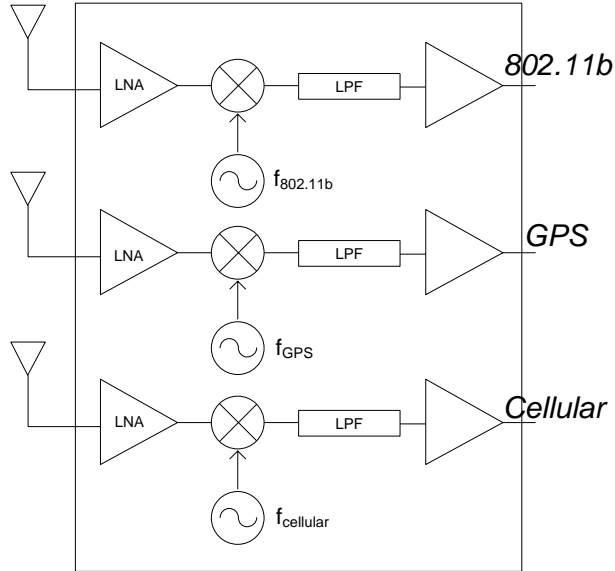 802.11b
LNA
LPF
f802.11b
GPS
LNA
LPF
fGPS
Cellular
LNA
LPF
fcellular